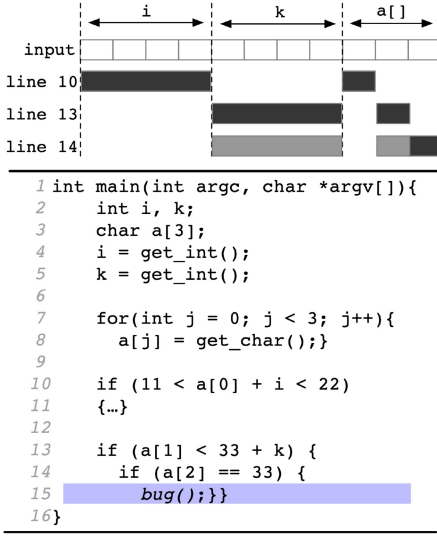 i k a[]
input
line 10
line 13
line 14
1 int main(int argc, char *argv[]){
2 int i, k;
3 char a[3];
4 i = get_int();
5 k = get_int();
6
7 for(int j = 0; j < 3; j++){
8 a[j] = get_char();}
9
10 if (11 < a[0] + i < 22)
11 {…}
12
13 if (a[1] < 33 + k) {
14 if (a[2] == 33) {
15 bug();}}
16 }